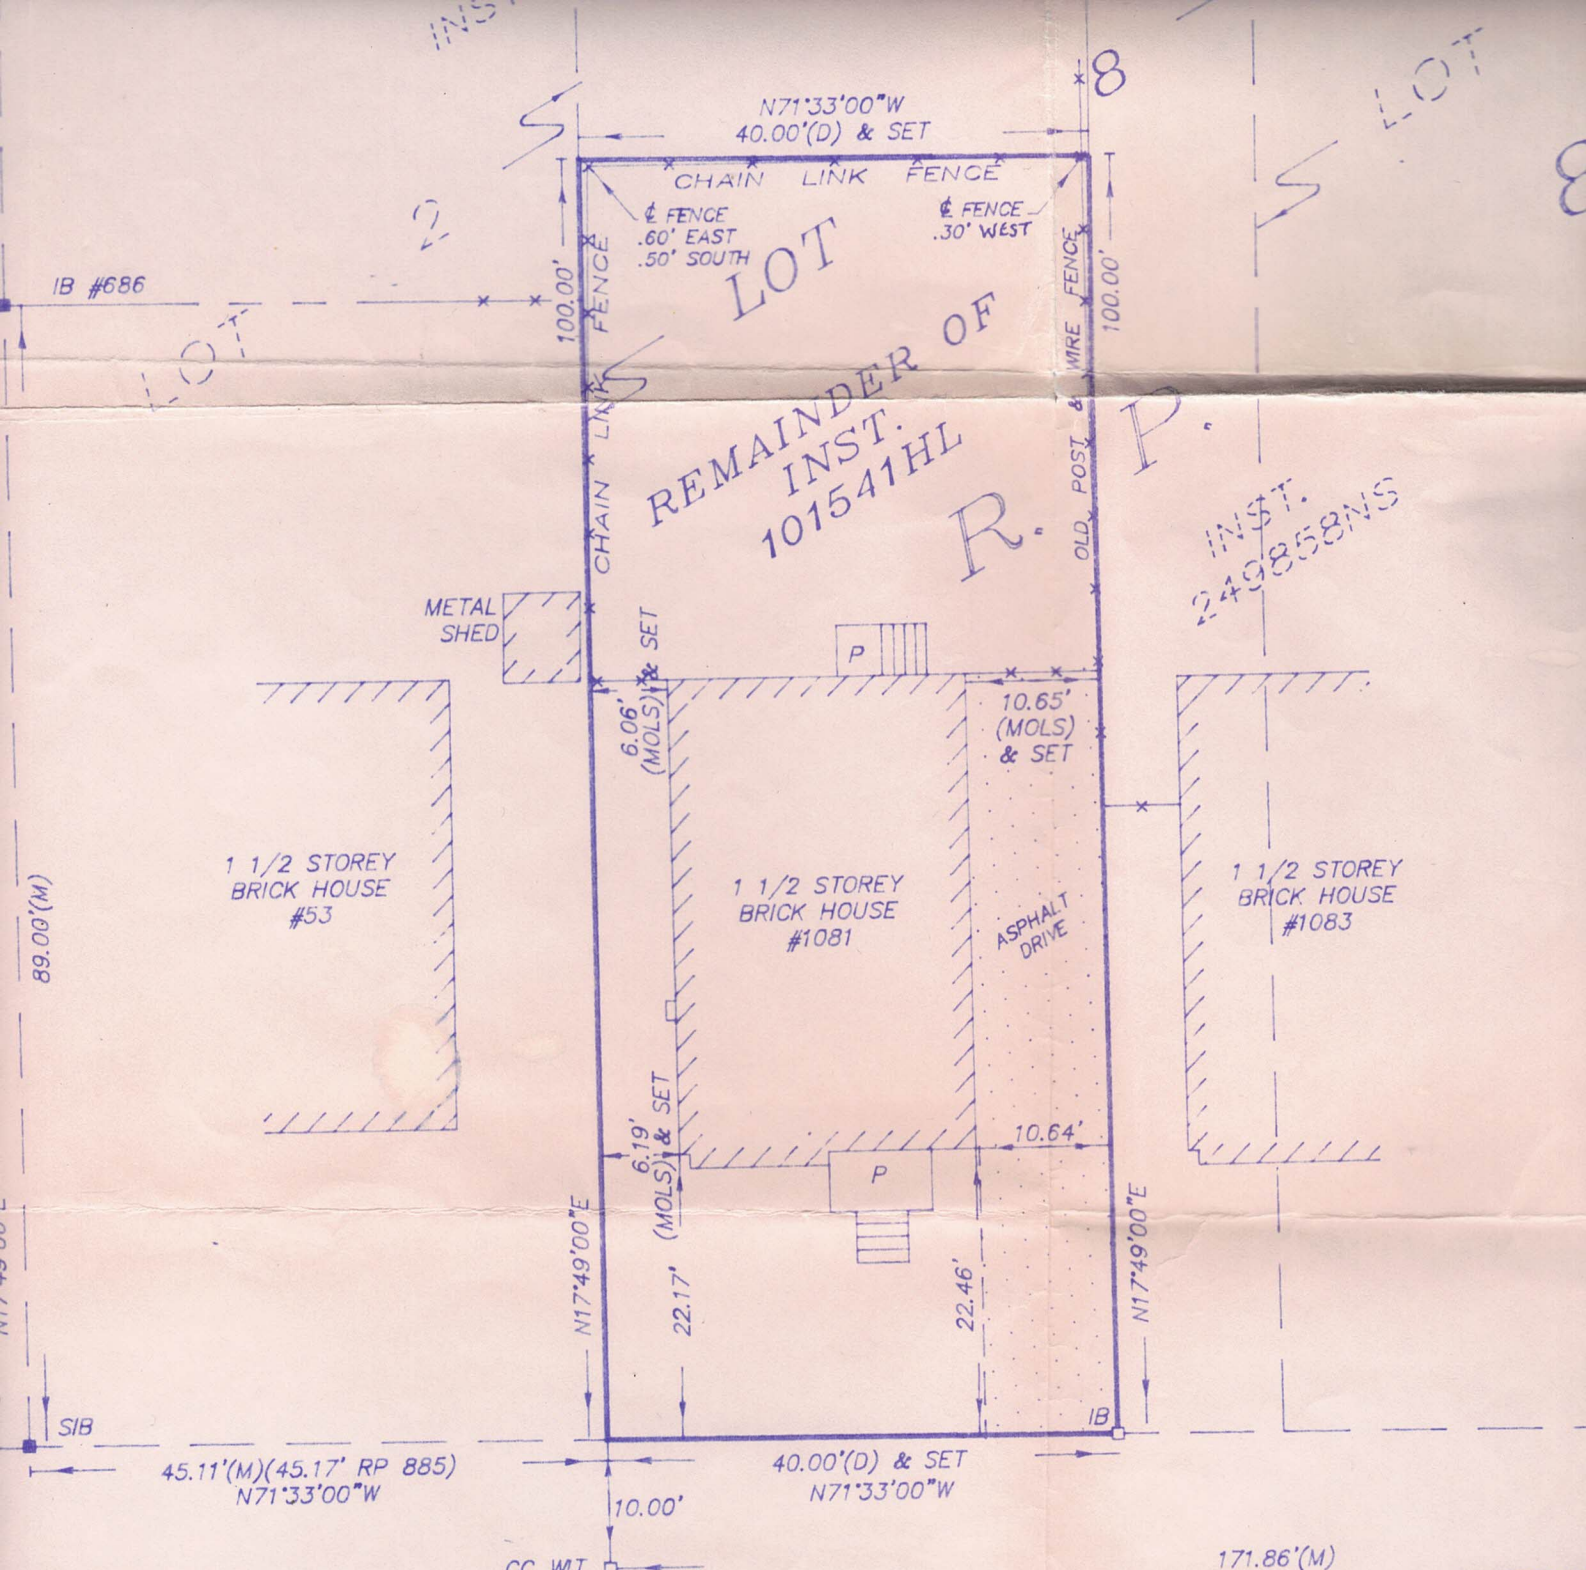 INST
N71°33'00"W
40.00'(D) & SET
8
LOT
8
CHAIN LINK FENCE
℄ FENCE
.60' EAST
.50' SOUTH
℄ FENCE
.30' WEST
2
IB #686
100.00'
CHAIN LINK FENCE
LOT
OLD POST & WIRE FENCE
100.00'
LOT
REMAINDER OF
INST.
101541HL
R. P.
INST.
249858NS
METAL
SHED
P
6.06'
(MOLS) & SET
10.65'
(MOLS)
& SET
1 1/2 STOREY
BRICK HOUSE
#53
1 1/2 STOREY
BRICK HOUSE
#1081
ASPHALT
DRIVE
1 1/2 STOREY
BRICK HOUSE
#1083
89.00'(M)
6.19'
(MOLS) & SET
10.64'
P
N17°49'00"E
22.17'
22.46'
N17°49'00"E
SIB
IB
45.11'(M)(45.17' RP 885)
N71°33'00"W
40.00'(D) & SET
N71°33'00"W
10.00'
CC WIT
171.86'(M)